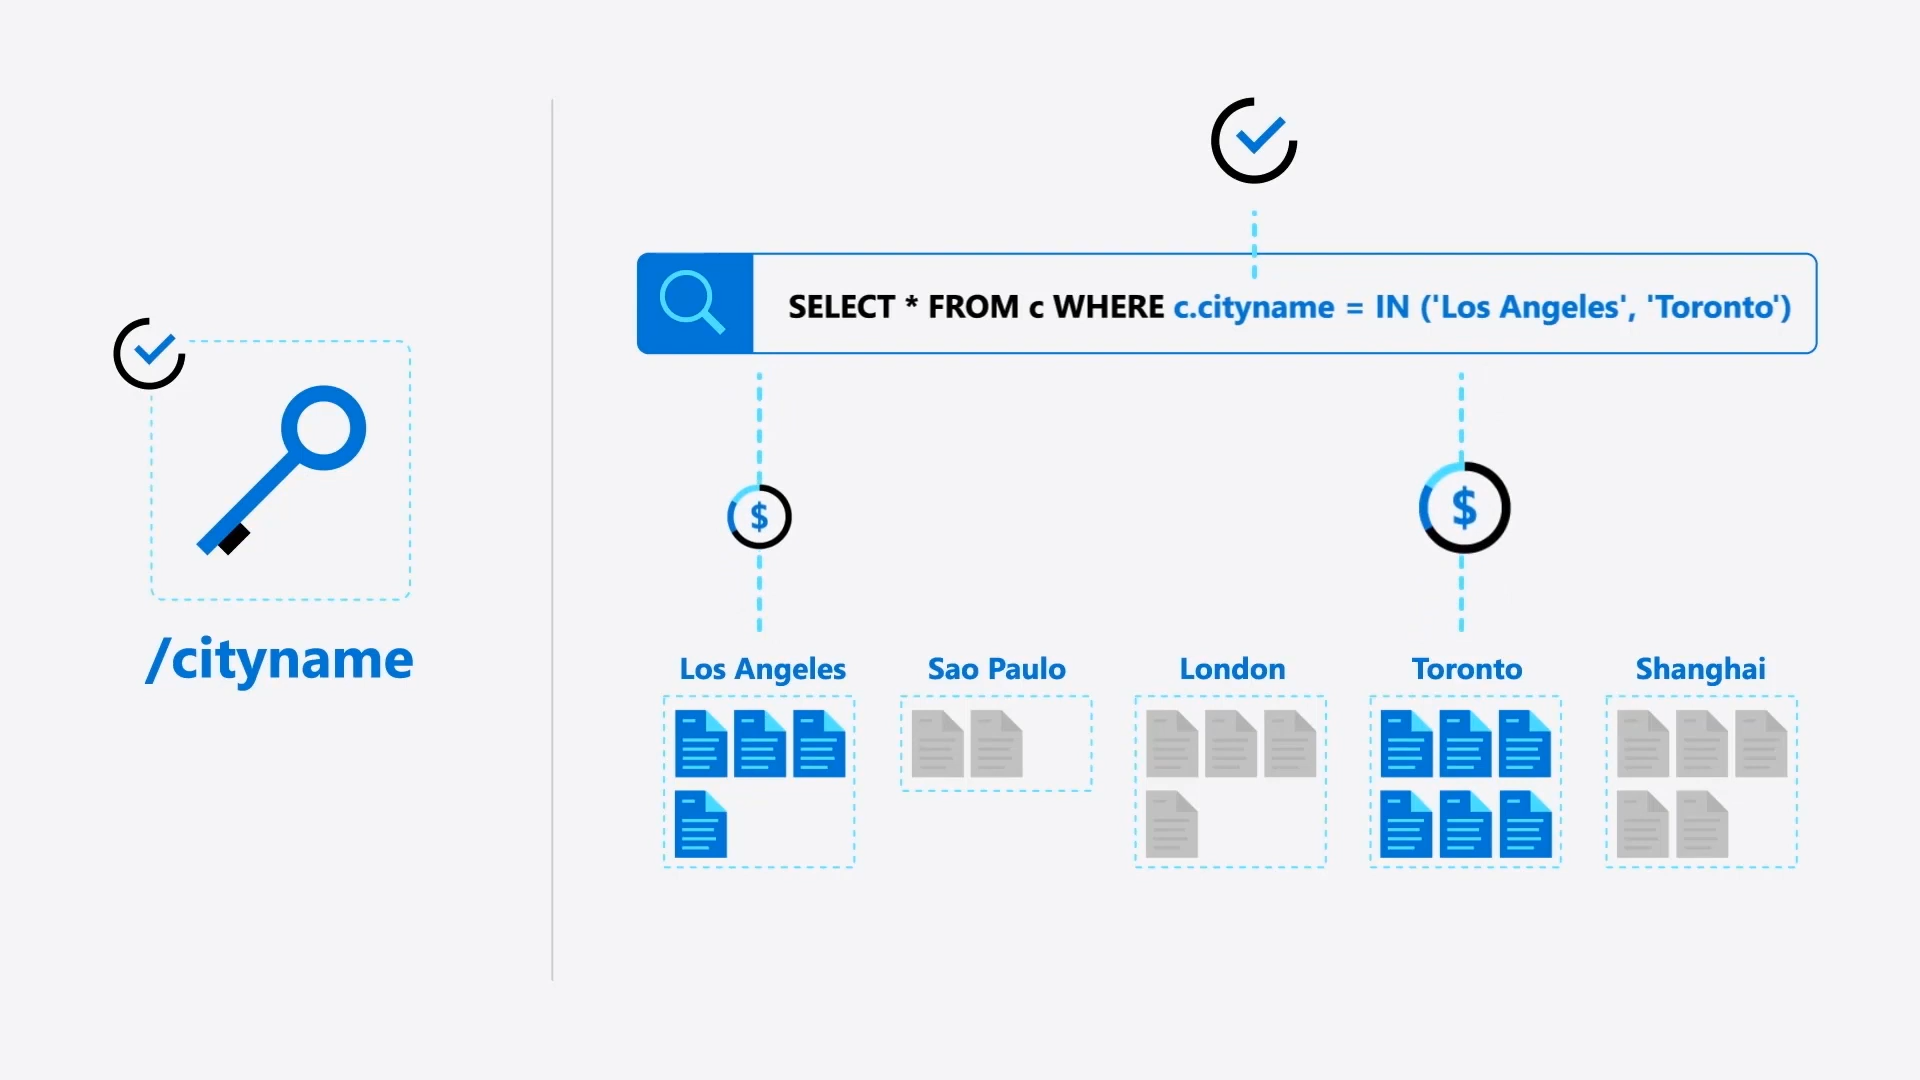 /cityname
SELECT * FROM c WHERE c.cityname = IN ('Los Angeles', 'Toronto')
$
$
Los Angeles
Sao Paulo
London
Toronto
Shanghai